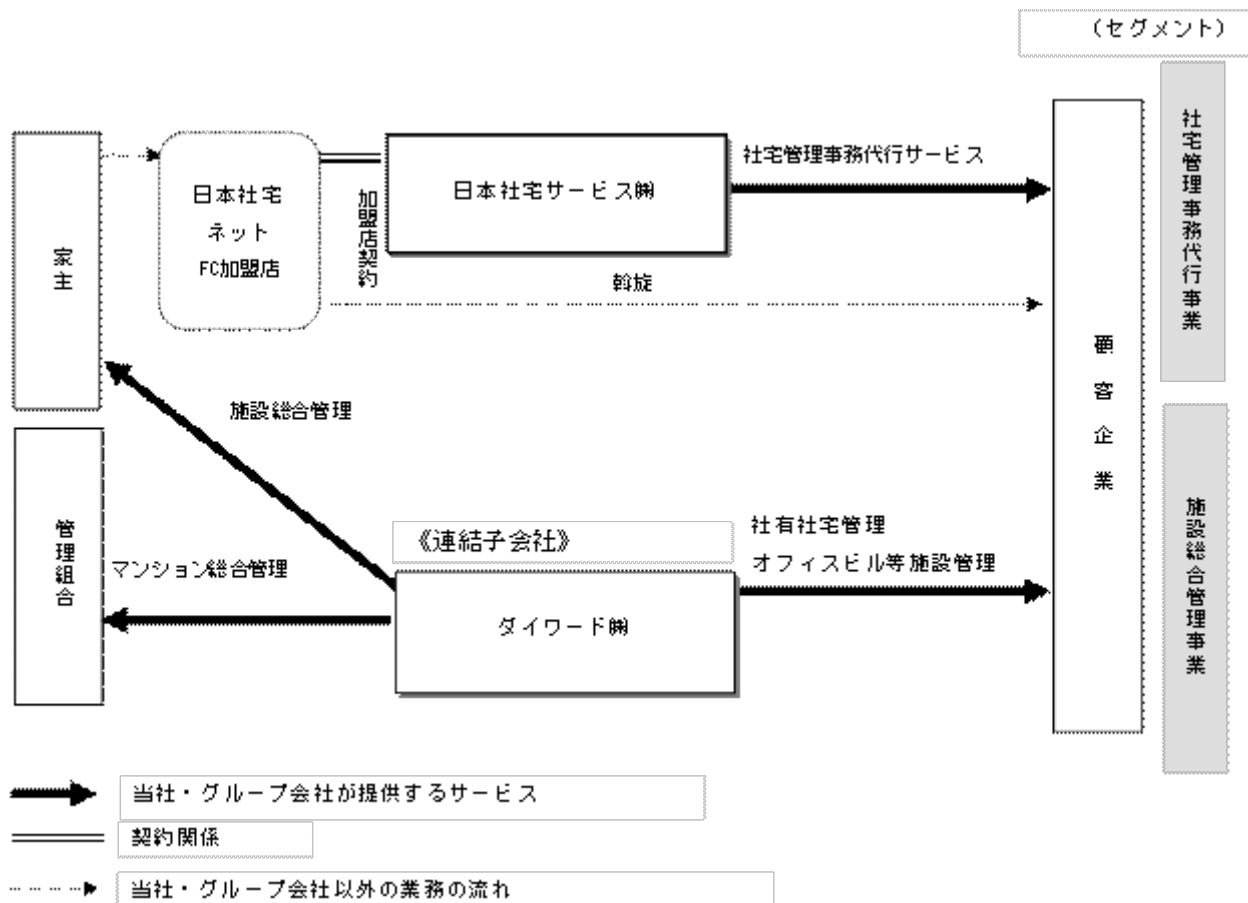 （セグメント）
社宅管理事務代行事業
家主
日本社宅
ネット
FC加盟店
加盟店契約
日本社宅サービス㈱
社宅管理事務代行サービス
斡旋
顧客企業
施設総合管理
管理組合
マンション総合管理
《連結子会社》
ダイワード㈱
社有社宅管理
オフィスビル等施設管理
施設総合管理事業
当社・グループ会社が提供するサービス
契約関係
当社・グループ会社以外の業務の流れ